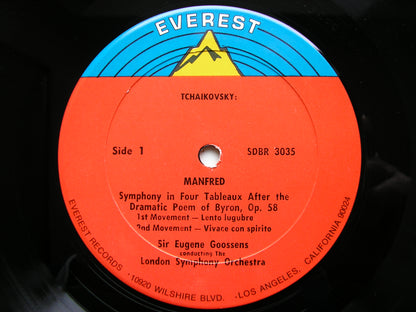 EVEREST
TCHAIKOVSKY:
Side 1
SDBR 3035
MANFRED
Symphony in Four Tableaux After the
Dramatic Poem of Byron, Op. 58
1st Movement — Lento lugubre
2nd Movement — Vivace con spirito
Sir Eugene Goossens
conducting The
London Symphony Orchestra
EVEREST RECORDS · 10920 WILSHIRE BLVD. · LOS ANGELES, CALIFORNIA 90024